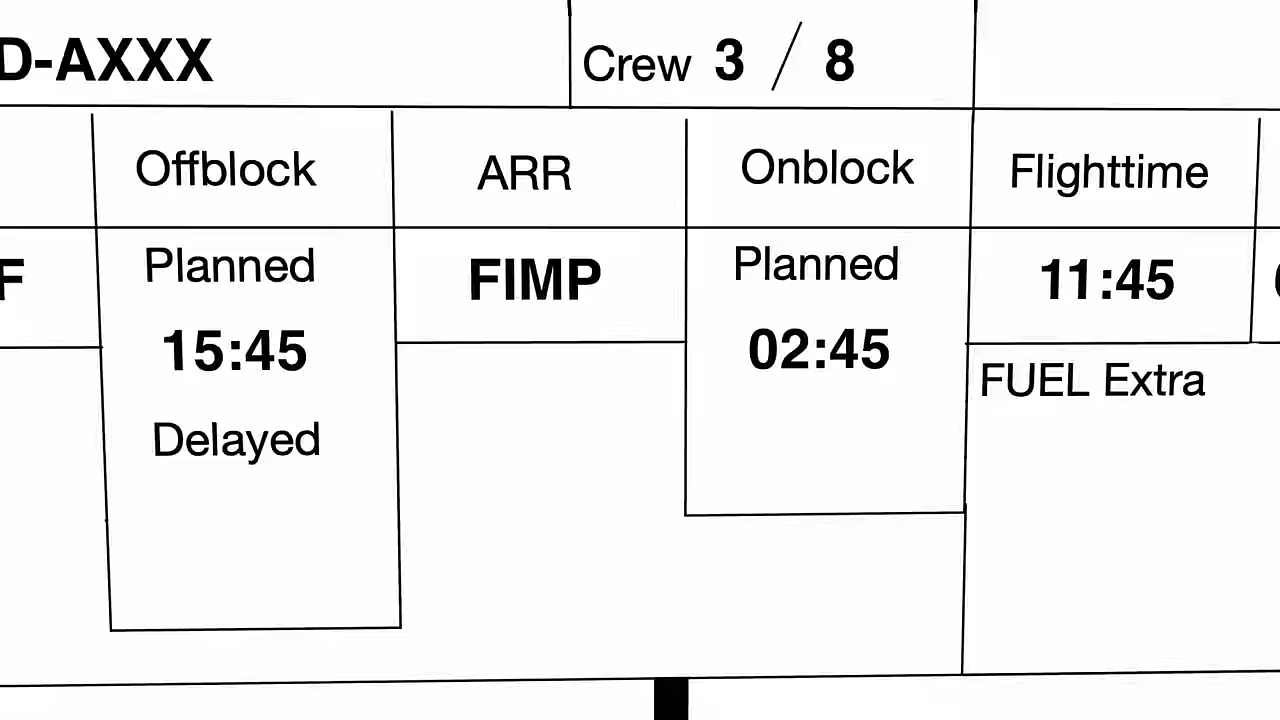 D-AXXX
Crew 3 / 8
Offblock ARR Onblock Flighttime
F Planned FIMP Planned 11:45
15:45 02:45
FUEL Extra
Delayed